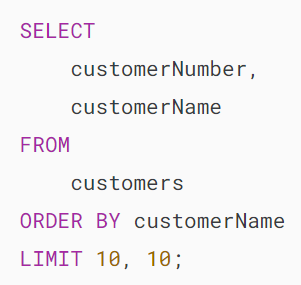 SELECT
    customerNumber,
    customerName
FROM
    customers
ORDER BY customerName
LIMIT 10, 10;